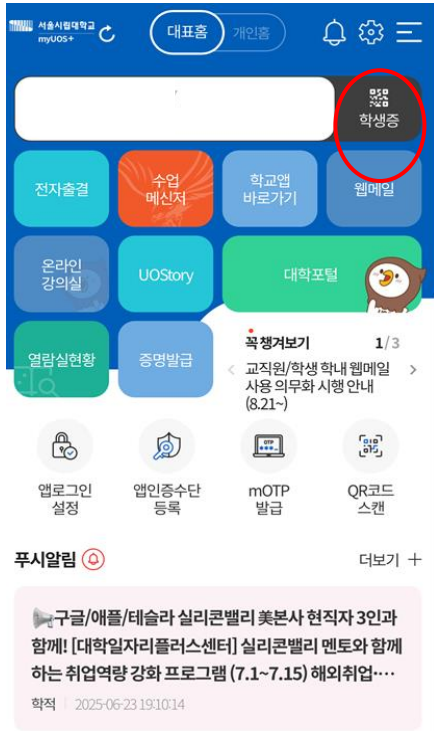 서울시립대학교
myUOS+
대표홈
개인홈
학생증
전자출결
수업
메신저
학교앱
바로가기
웹메일
온라인
강의실
UOStory
대학포털
열람실현황
증명발급
꼭 챙겨보기
1/3
교직원/학생 학내 웹메일
사용 의무화 시행 안내
(8.21~)
앱로그인
설정
앱인증수단
등록
mOTP
발급
QR코드
스캔
OTP
푸시알림
더보기 +
구글/애플/테슬라 실리콘밸리 美본사 현직자 3인과
함께! [대학일자리플러스센터] 실리콘밸리 멘토와 함께
하는 취업역량 강화 프로그램 (7.1~7.15) 해외취업·…
학적
2025-06-23 19:10:14